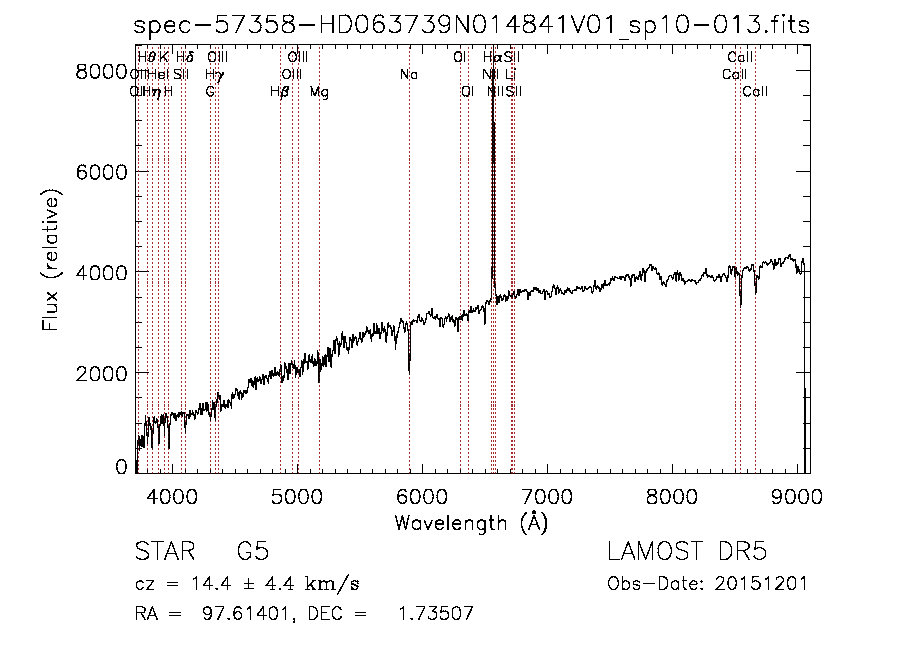 spec-57358-HD063739N014841V01_sp10-013.fits
Hθ K Hδ OIII OIII OI Hα SII CaII
OII HeI SII Hγ OIII Na NII Li CaII
OII Hη H G Hβ Mg OI NII SII CaII
8000
6000
4000
2000
0
Flux (relative)
4000 5000 6000 7000 8000 9000
Wavelength (Å)
STAR G5 LAMOST DR5
cz = 14.4 ± 4.4 km/s Obs-Date: 20151201
RA = 97.61401, DEC = 1.73507